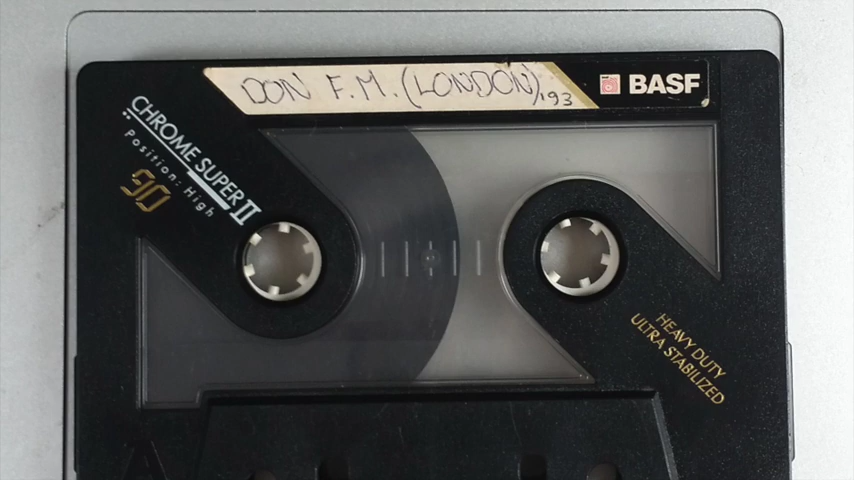 DON F.M. (LONDON) '93
BASF
CHROME SUPER II
Position: High
90
HEAVY DUTY
ULTRA STABILIZED
A